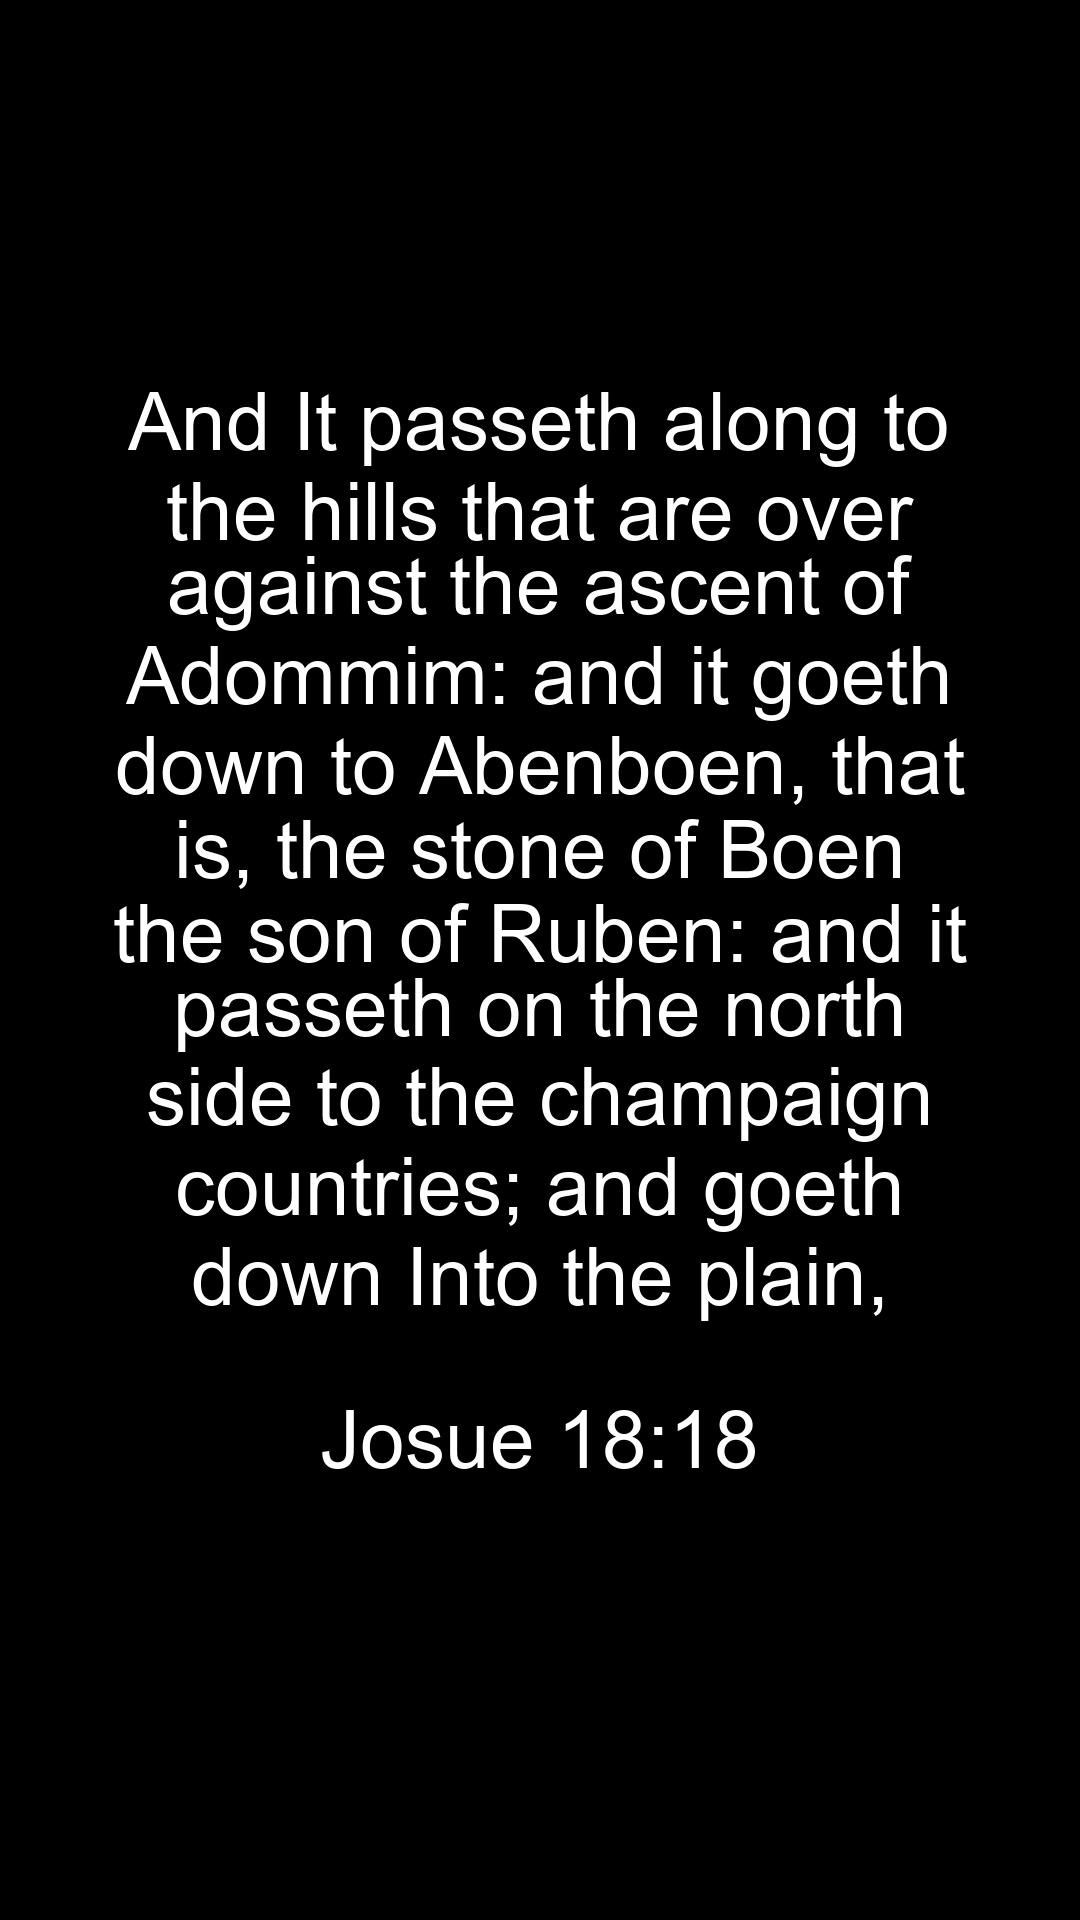 And It passeth along to
the hills that are over
against the ascent of
Adommim: and it goeth
down to Abenboen, that
is, the stone of Boen
the son of Ruben: and it
passeth on the north
side to the champaign
countries; and goeth
down Into the plain,
Josue 18:18